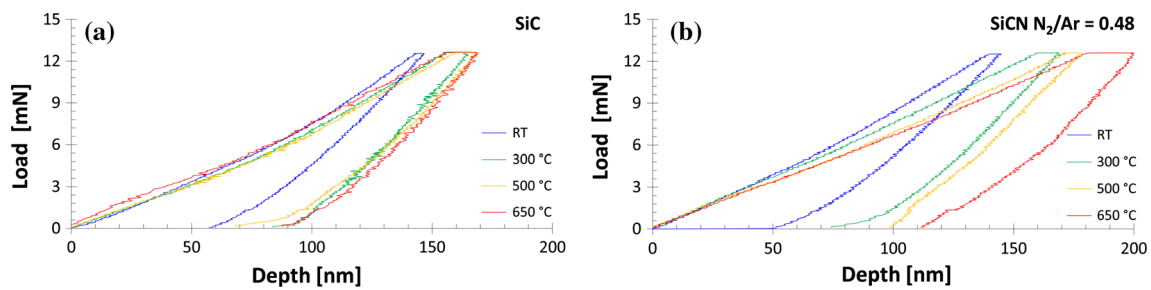 (a)
SiC
15
12
9
6
3
0
Load [mN]
RT
300 °C
500 °C
650 °C
0
50
100
150
200
Depth [nm]
(b)
SiCN N2/Ar = 0.48
15
12
9
6
3
0
Load [mN]
RT
300 °C
500 °C
650 °C
0
50
100
150
200
Depth [nm]